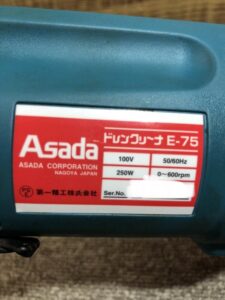 Asada ドレンクリーナ E-75
ASADA CORPORATION
NAGOYA JAPAN
100V 50/60Hz
250W 0~600rpm
第一精工株式会社
Ser.No.